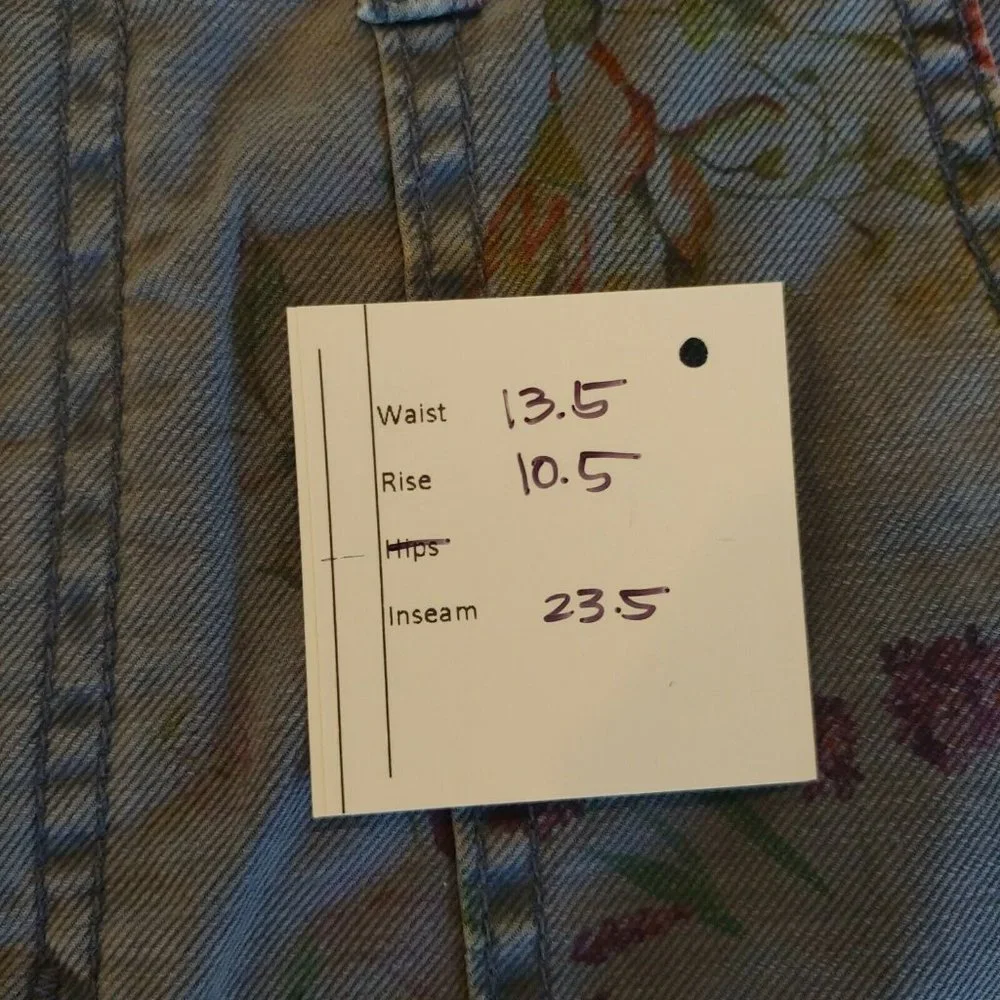 Waist 13.5
Rise 10.5
Hips
Inseam 23.5